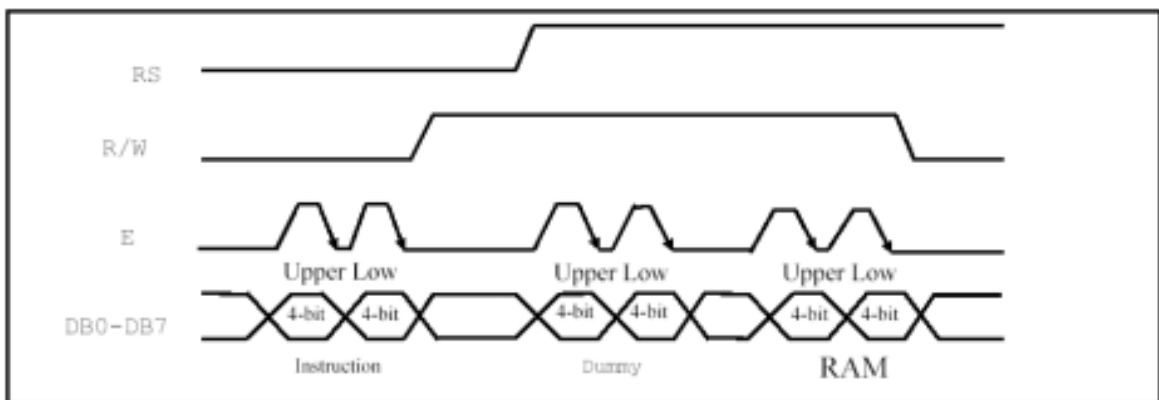 RS
R/W
E
Upper Low Upper Low Upper Low
DB0-DB7 4-bit 4-bit 4-bit 4-bit 4-bit 4-bit
Instruction Dummy RAM